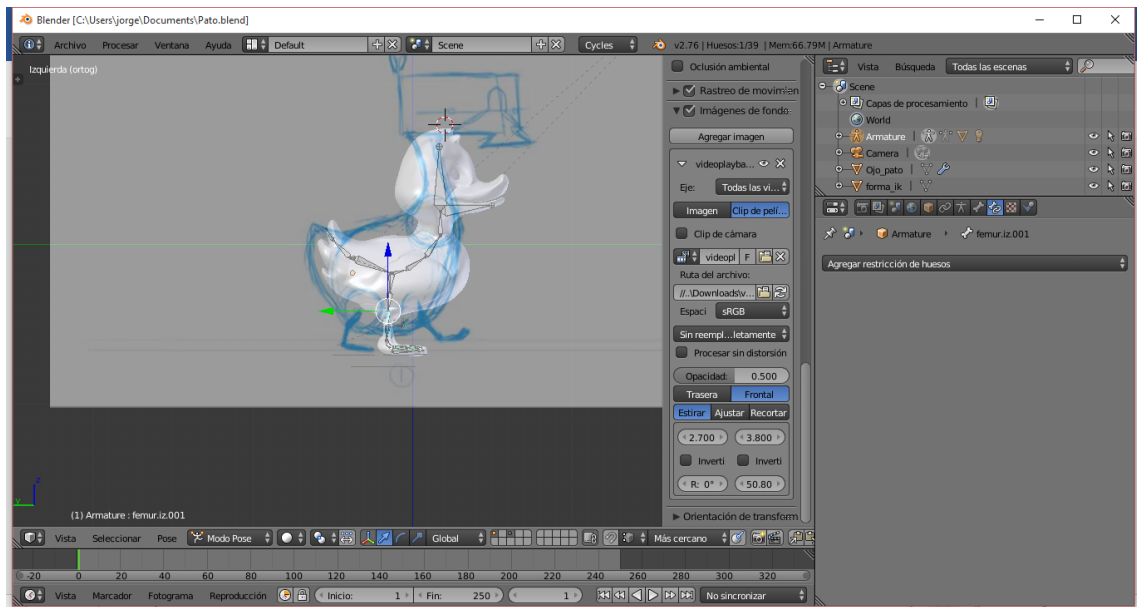 Blender [C:\Users\jorge\Documents\Pato.blend]
Archivo Procesar Ventana Ayuda Default Scene Cycles v2.76 | Huesos:1/39 | Mem:66.79M | Armature
Izquierda (ortog)
Oclusión ambiental
Rastreo de movimien
Imágenes de fondo
Agregar imagen
videoplayba...
Eje: Todas las vi...
Imagen Clip de pelí...
Clip de cámara
videopl F
Ruta del archivo:
//..\Downloads\v...
Espaci sRGB
Sin reempl...letamente
Procesar sin distorsión
Opacidad: 0.500
Trasera Frontal
Estirar Ajustar Recortar
2.700 3.800
Inverti Inverti
R: 0° 50.80
Orientación de transform
Vista Búsqueda Todas las escenas
Scene
Capas de procesamiento |
World
Armature |
Camera |
Ojo_pato |
forma_ik |
Armature femur.iz.001
Agregar restricción de huesos
z
y
(1) Armature : femur.iz.001
Vista Seleccionar Pose Modo Pose Global Más cercano
-20 0 20 40 60 80 100 120 140 160 180 200 220 240 260 280 300 320
Vista Marcador Fotograma Reproducción Inicio: 1 Fin: 250 1 No sincronizar